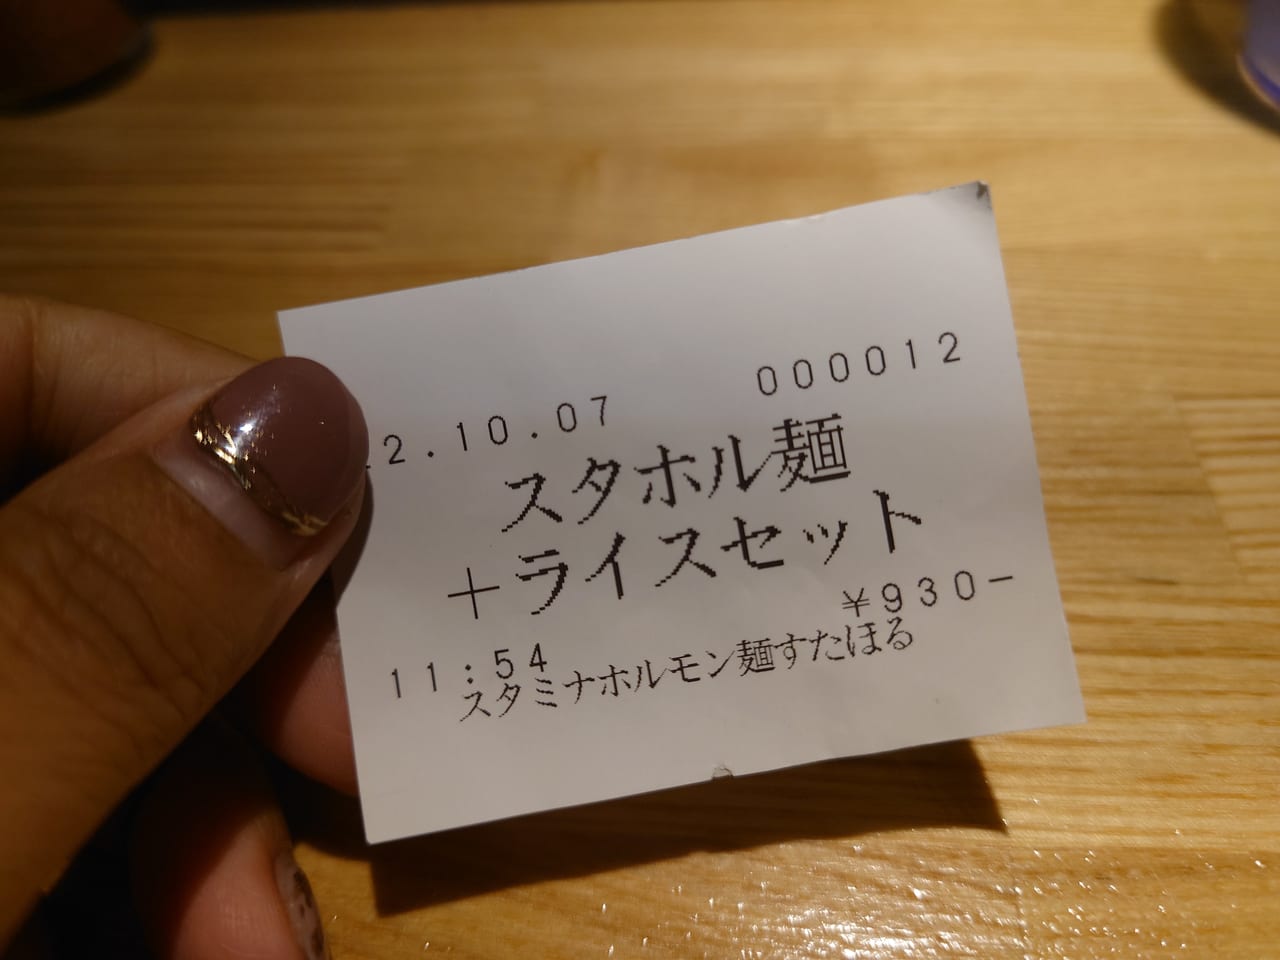 2.10.07 000012
スタホル麺
+ライスセット
¥930-
11:54
スタミナホルモン麺すたほる